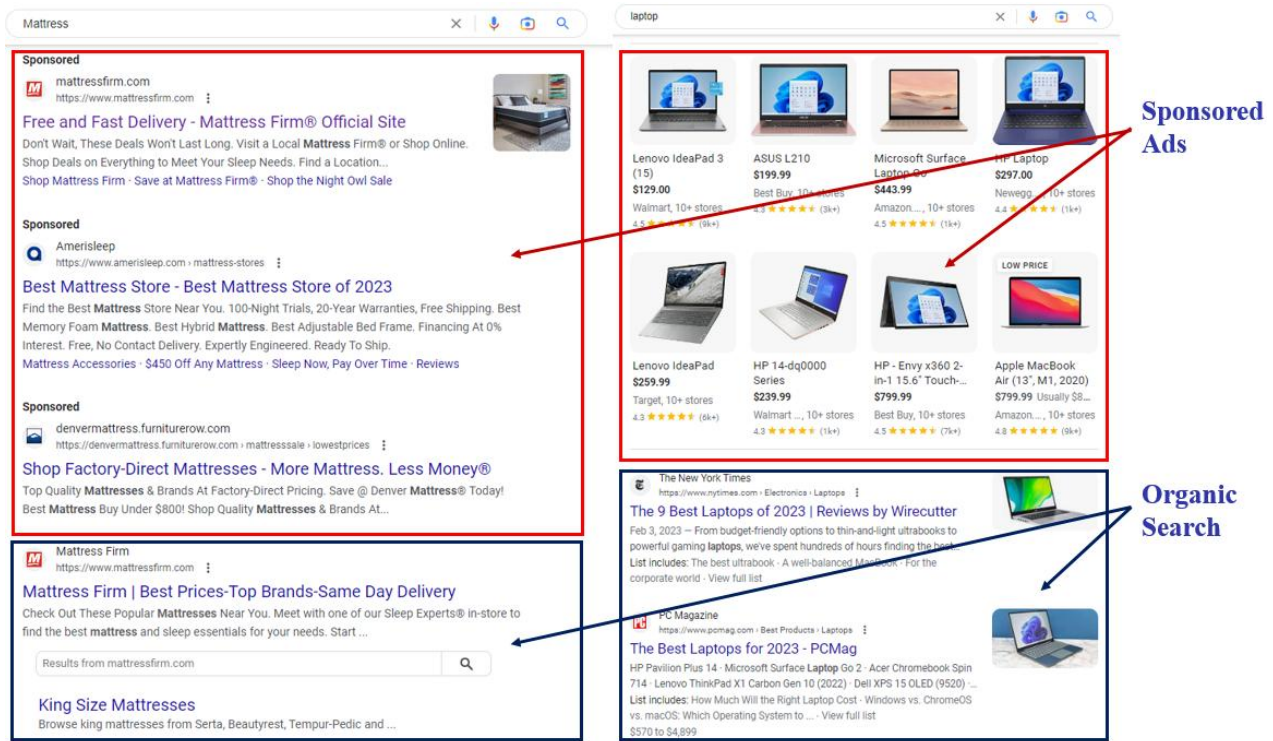 Mattress
Sponsored
mattressfirm.com
https://www.mattressfirm.com
Free and Fast Delivery - Mattress Firm® Official Site
Don't Wait, These Deals Won't Last Long. Visit a Local Mattress Firm® or Shop Online.
Shop Deals on Everything to Meet Your Sleep Needs. Find a Location...
Shop Mattress Firm · Save at Mattress Firm® · Shop the Night Owl Sale
Sponsored
Amerisleep
https://www.amerisleep.com › mattress-stores
Best Mattress Store - Best Mattress Store of 2023
Find the Best Mattress Store Near You. 100-Night Trials, 20-Year Warranties, Free Shipping. Best
Memory Foam Mattress. Best Hybrid Mattress. Best Adjustable Bed Frame. Financing At 0%
Interest. Free, No Contact Delivery. Expertly Engineered. Ready To Ship.
Mattress Accessories · $450 Off Any Mattress · Sleep Now, Pay Over Time · Reviews
Sponsored
denvermattress.furniturerow.com
https://denvermattress.furniturerow.com › mattresssale › lowestprices
Shop Factory-Direct Mattresses - More Mattress. Less Money®
Top Quality Mattresses & Brands At Factory-Direct Pricing. Save @ Denver Mattress® Today!
Best Mattress Buy Under $800! Shop Quality Mattresses & Brands At...
Mattress Firm
https://www.mattressfirm.com
Mattress Firm | Best Prices-Top Brands-Same Day Delivery
Check Out These Popular Mattresses Near You. Meet with one of our Sleep Experts® in-store to
find the best mattress and sleep essentials for your needs. Start ...
Results from mattressfirm.com
King Size Mattresses
Browse king mattresses from Serta, Beautyrest, Tempur-Pedic and ...
laptop
Lenovo IdeaPad 3
(15)
$129.00
Walmart, 10+ stores
4.5 (9k+)
ASUS L210
$199.99
Best Buy, 10+ stores
4.3 (3k+)
Microsoft Surface
Laptop Go
$443.99
Amazon..., 10+ stores
4.5 (1k+)
HP Laptop
$297.00
Newegg..., 10+ stores
4.4 (1k+)
Lenovo IdeaPad
$259.99
Target, 10+ stores
4.3 (6k+)
HP 14-dq0000
Series
$239.99
Walmart ..., 10+ stores
4.3 (1k+)
HP - Envy x360 2-
in-1 15.6" Touch-...
$799.99
Best Buy, 10+ stores
4.5 (7k+)
LOW PRICE
Apple MacBook
Air (13", M1, 2020)
$799.99 Usually $8...
Amazon..., 10+ stores
4.8 (9k+)
The New York Times
https://www.nytimes.com › Electronics › Laptops
The 9 Best Laptops of 2023 | Reviews by Wirecutter
Feb 3, 2023 — From budget-friendly options to thin-and-light ultrabooks to
powerful gaming laptops, we've spent hundreds of hours finding the best...
List includes: The best ultrabook · A well-balanced MacBook · For the
corporate world · View full list
PC Magazine
https://www.pcmag.com › Best Products › Laptops
The Best Laptops for 2023 - PCMag
HP Pavilion Plus 14 · Microsoft Surface Laptop Go 2 · Acer Chromebook Spin
714 · Lenovo ThinkPad X1 Carbon Gen 10 (2022) · Dell XPS 15 OLED (9520) · ...
List includes: How Much Will the Right Laptop Cost · Windows vs. ChromeOS
vs. macOS: Which Operating System to ... · View full list
$570 to $4,899
Sponsored
Ads
Organic
Search